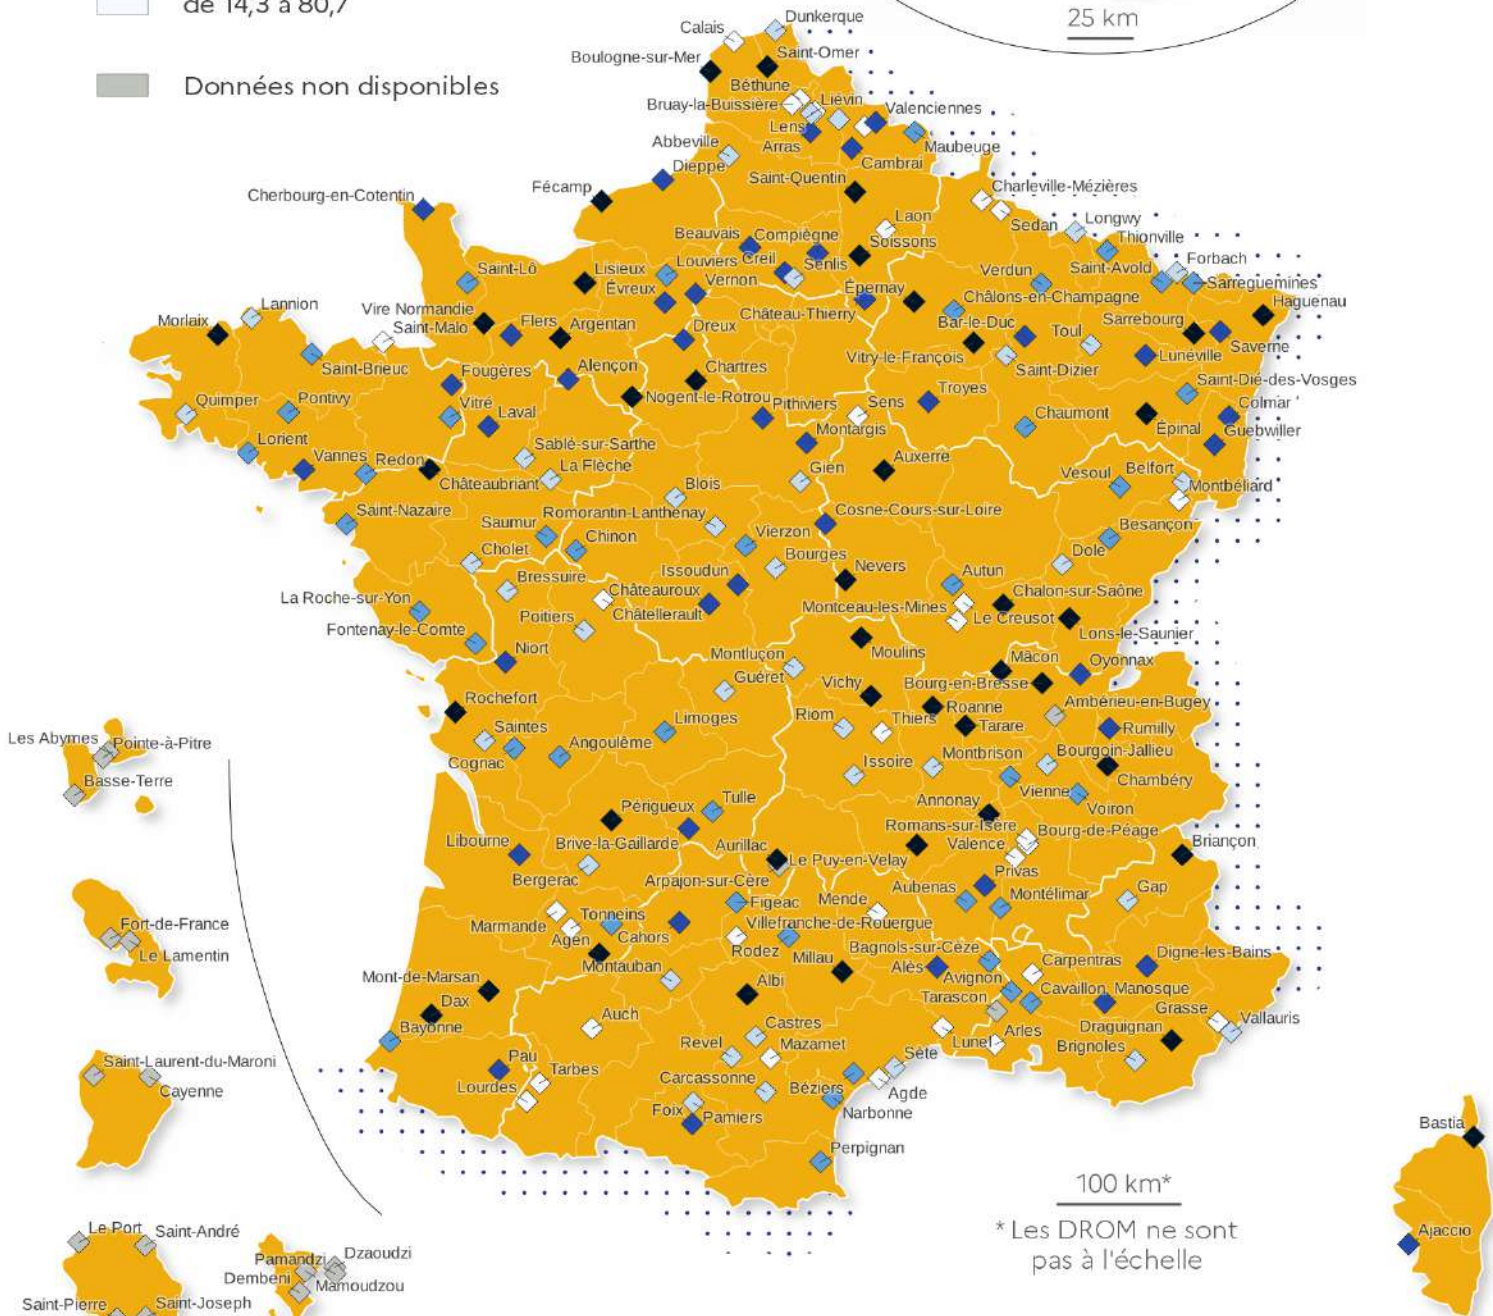 de 14,3 à 80,7
25 km
Données non disponibles
Dunkerque
Calais
Saint-Omer
Boulogne-sur-Mer
Béthune
Liévin
Bruay-la-Buissière
Valenciennes
Lens
Arras
Maubeuge
Abbeville
Cambrai
Dieppe
Saint-Quentin
Charleville-Mézières
Fécamp
Cherbourg-en-Cotentin
Laon
Sedan
Longwy
Beauvais
Compiègne
Soissons
Thionville
Saint-Lô
Lisieux
Louviers
Creil
Senlis
Verdun
Saint-Avold
Forbach
Sarreguemines
Évreux
Vernon
Épernay
Châlons-en-Champagne
Haguenau
Lannion
Vire Normandie
Château-Thierry
Morlaix
Saint-Malo
Flers
Argentan
Dreux
Bar-le-Duc
Toul
Sarrebourg
Saverne
Saint-Brieuc
Fougères
Alençon
Chartres
Vitry-le-François
Saint-Dizier
Lunéville
Saint-Dié-des-Vosges
Quimper
Pontivy
Vitré
Laval
Nogent-le-Rotrou
Pithiviers
Sens
Troyes
Chaumont
Colmar
Épinal
Guebwiller
Lorient
Sablé-sur-Sarthe
Montargis
Vannes
Redon
La Flèche
Gien
Auxerre
Vesoul
Belfort
Châteaubriant
Blois
Montbéliard
Saint-Nazaire
Romorantin-Lanthenay
Cosne-Cours-sur-Loire
Saumur
Chinon
Vierzon
Besançon
Cholet
Bourges
Dole
Bressuire
Issoudun
Nevers
Autun
La Roche-sur-Yon
Châteauroux
Chalon-sur-Saône
Poitiers
Châtellerault
Montceau-les-Mines
Le Creusot
Fontenay-le-Comte
Lons-le-Saunier
Niort
Montluçon
Moulins
Mâcon
Oyonnax
Guéret
Vichy
Bourg-en-Bresse
Rochefort
Roanne
Ambérieu-en-Bugey
Saintes
Limoges
Riom
Thiers
Tarare
Rumilly
Les Abymes
Pointe-à-Pitre
Angoulême
Montbrison
Bourgoin-Jallieu
Cognac
Issoire
Chambéry
Basse-Terre
Vienne
Voiron
Périgueux
Tulle
Annonay
Romans-sur-Isère
Bourg-de-Péage
Libourne
Brive-la-Gaillarde
Aurillac
Valence
Briançon
Le Puy-en-Velay
Bergerac
Arpajon-sur-Cère
Privas
Aubenas
Montélimar
Gap
Figeac
Mende
Fort-de-France
Marmande
Tonneins
Villefranche-de-Rouergue
Agen
Cahors
Rodez
Bagnols-sur-Cèze
Le Lamentin
Millau
Carpentras
Digne-les-Bains
Montauban
Alès
Avignon
Mont-de-Marsan
Albi
Cavaillon
Manosque
Dax
Tarascon
Grasse
Bayonne
Auch
Castres
Arles
Draguignan
Vallauris
Revel
Mazamet
Lunel
Brignoles
Pau
Sète
Saint-Laurent-du-Maroni
Tarbes
Carcassonne
Béziers
Lourdes
Agde
Cayenne
Foix
Pamiers
Narbonne
Bastia
Perpignan
100 km*
* Les DROM ne sont
pas à l'échelle
Ajaccio
Le Port
Saint-André
Pamandzi
Dzaoudzi
Dembeni
Mamoudzou
Saint-Pierre
Saint-Joseph